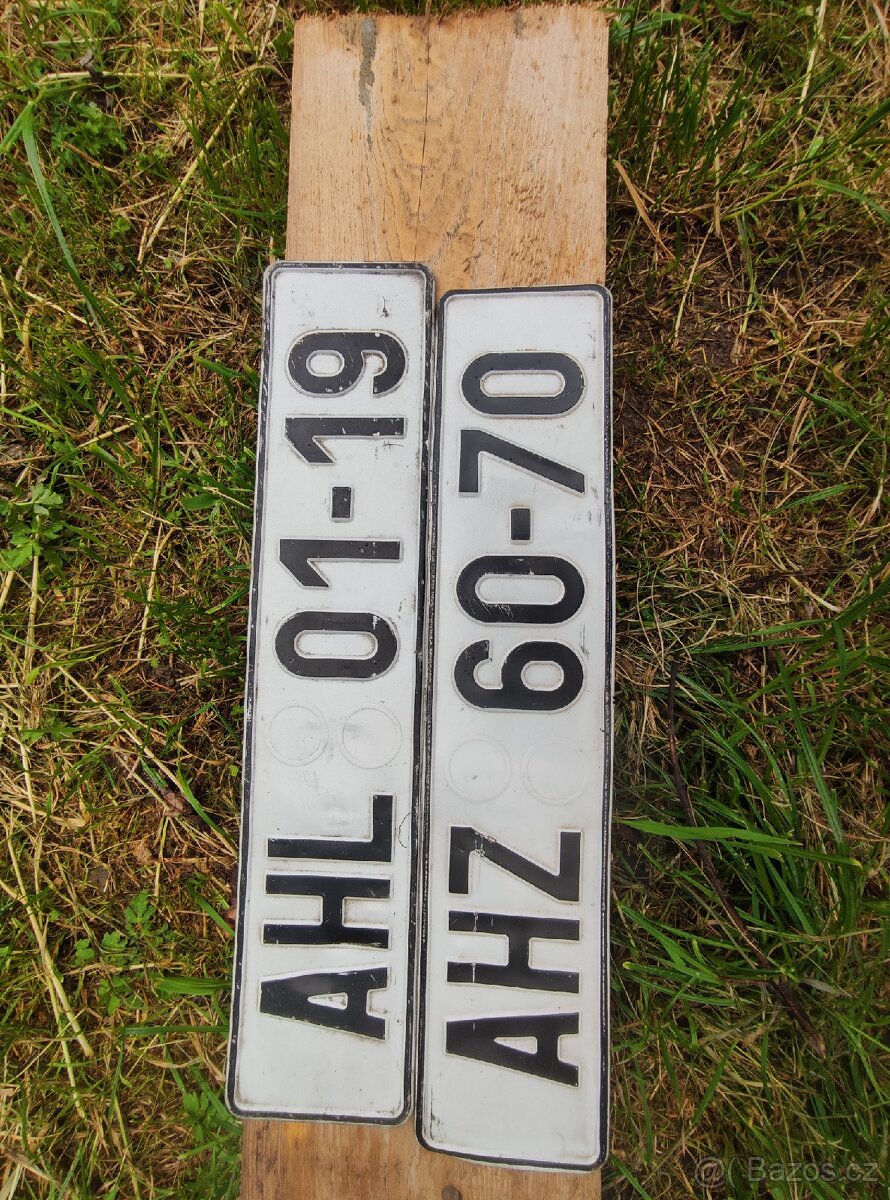 AHL 01-19
AHZ 60-70
@ Bazos.cz